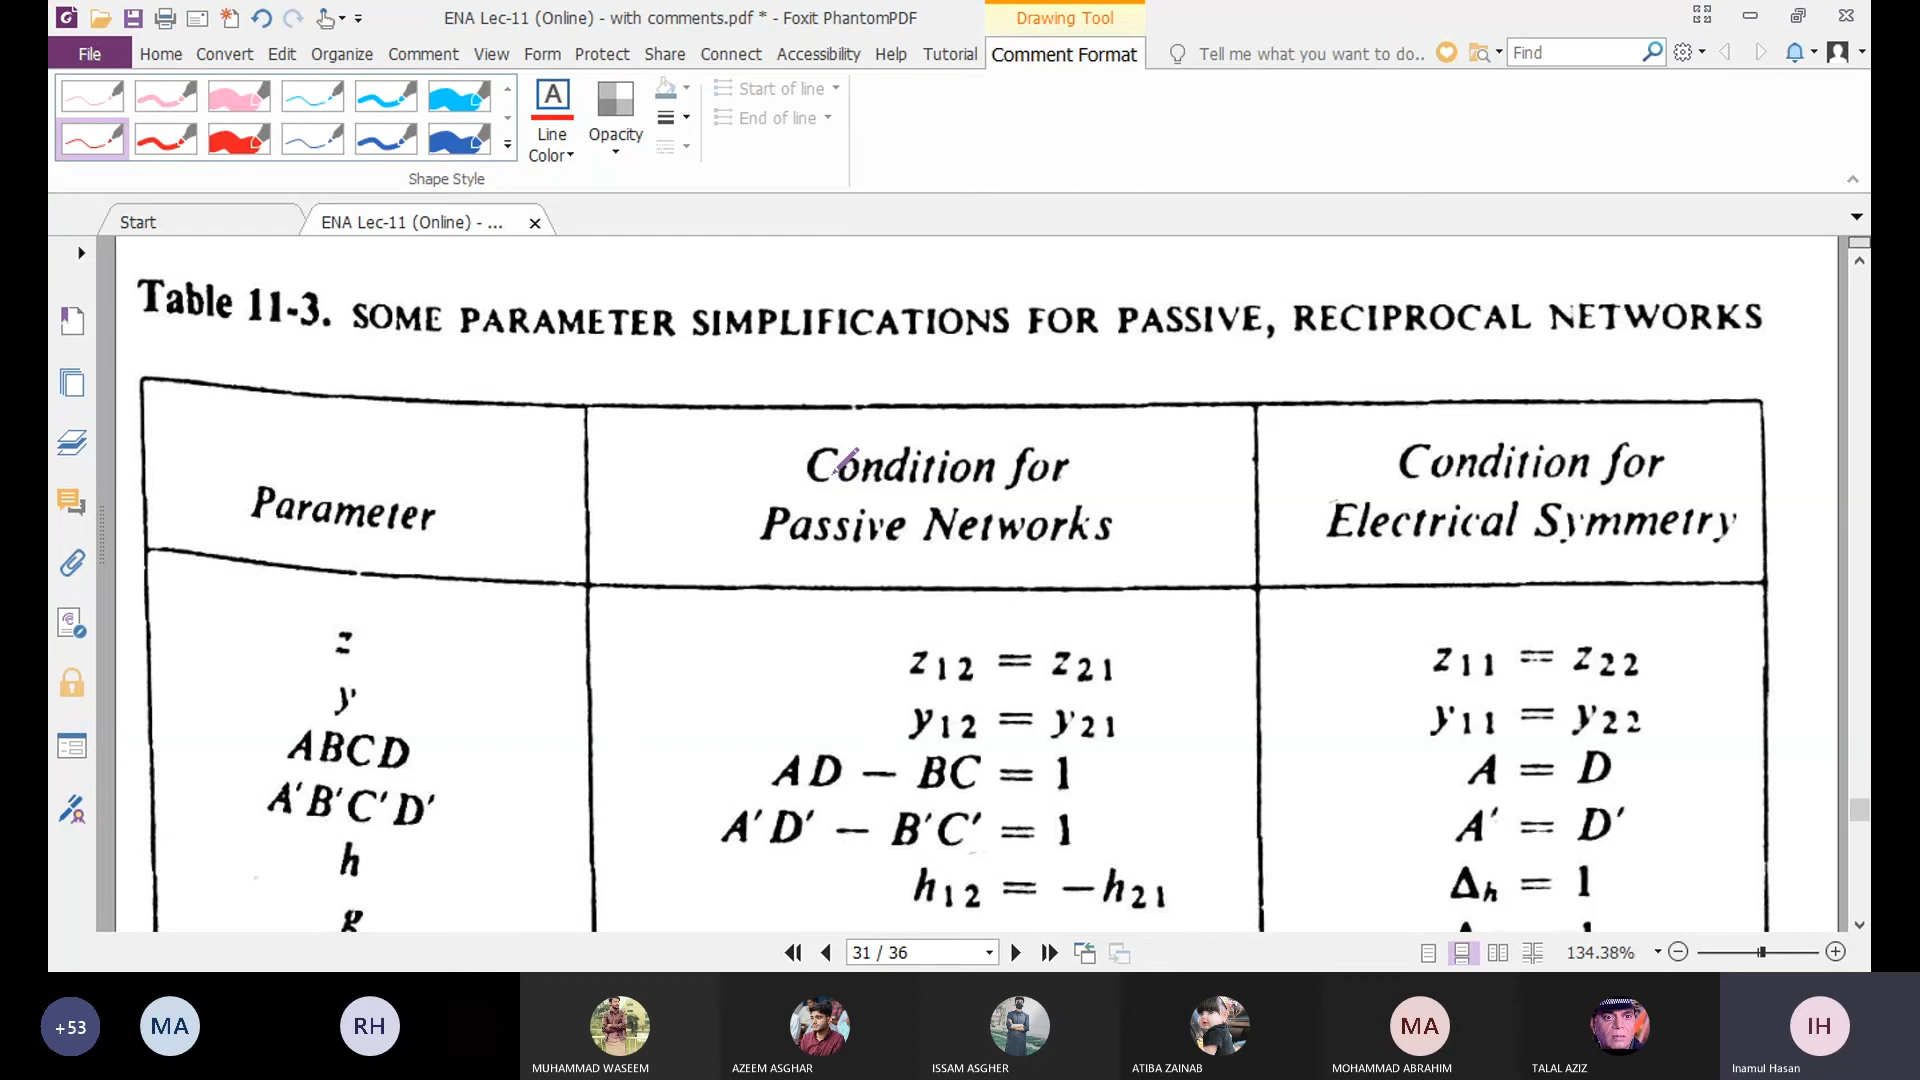 ENA Lec-11 (Online) - with comments.pdf * - Foxit PhantomPDF
Drawing Tool
File Home Convert Edit Organize Comment View Form Protect Share Connect Accessibility Help Tutorial Comment Format Tell me what you want to do.. Find
A
Line Color
Opacity
Start of line
End of line
Shape Style
Start
ENA Lec-11 (Online) - ...
Table 11-3. SOME PARAMETER SIMPLIFICATIONS FOR PASSIVE, RECIPROCAL NETWORKS
Parameter
Condition for
Passive Networks
Condition for
Electrical Symmetry
z z12 = z21 z11 = z22
y y12 = y21 y11 = y22
ABCD AD − BC = 1 A = D
A′B′C′D′ A′D′ − B′C′ = 1 A′ = D′
h h12 = −h21 Δh = 1
g
31 / 36
134.38%
+53
MA
RH
MA
IH
MUHAMMAD WASEEM
AZEEM ASGHAR
ISSAM ASGHER
ATIBA ZAINAB
MOHAMMAD ABRAHIM
TALAL AZIZ
Inamul Hasan